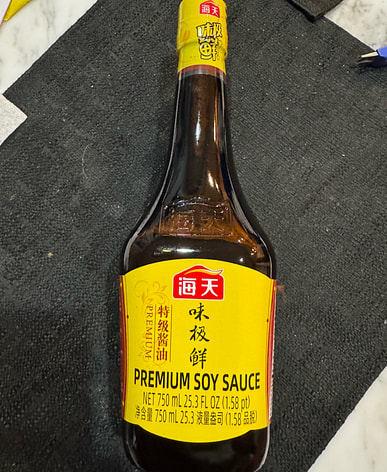 海天
味极鲜
海天
特级酱油
PREMIUM
味极鲜
PREMIUM SOY SAUCE
NET 750 mL 25.3 FL OZ (1.58 pt)
净含量 750 mL 25.3 液量盎司 (1.58 品脱)